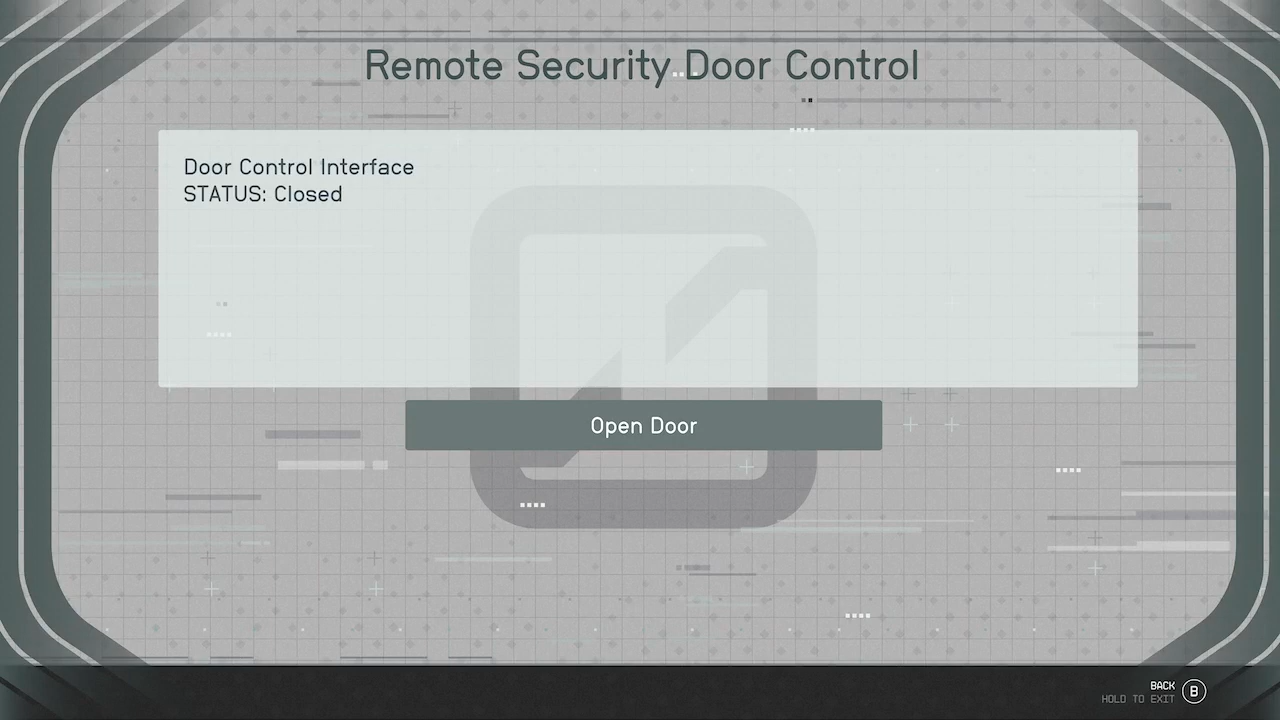 Remote Security Door Control
Door Control Interface
STATUS: Closed
Open Door
BACK
HOLD TO EXIT
B